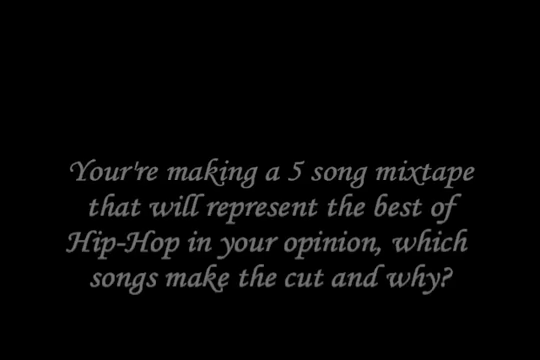 Your're making a 5 song mixtape
that will represent the best of
Hip-Hop in your opinion, which
songs make the cut and why?